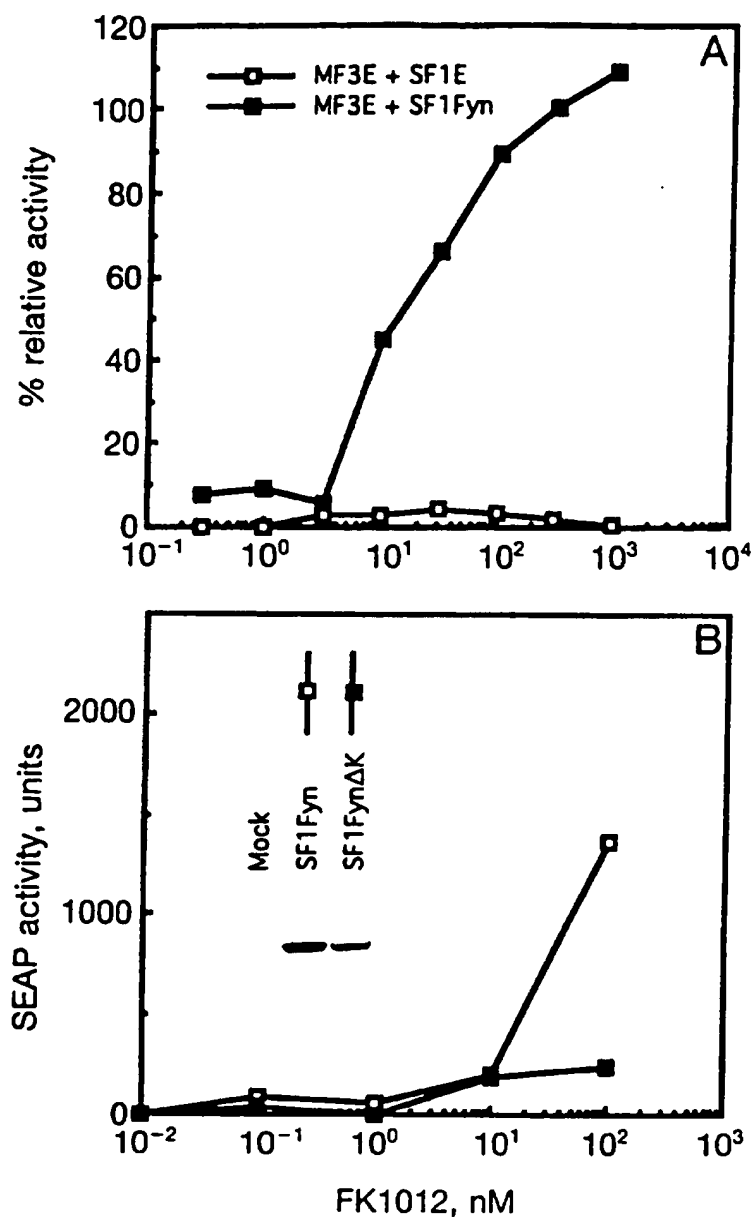 A
MF3E + SF1E
MF3E + SF1Fyn
120
100
80
60
40
20
0
% relative activity
10⁻¹
10⁰
10¹
10²
10³
10⁴
B
Mock
SF1Fyn
SF1FynΔK
2000
1000
0
SEAP activity, units
10⁻²
10⁻¹
10⁰
10¹
10²
10³
FK1012, nM